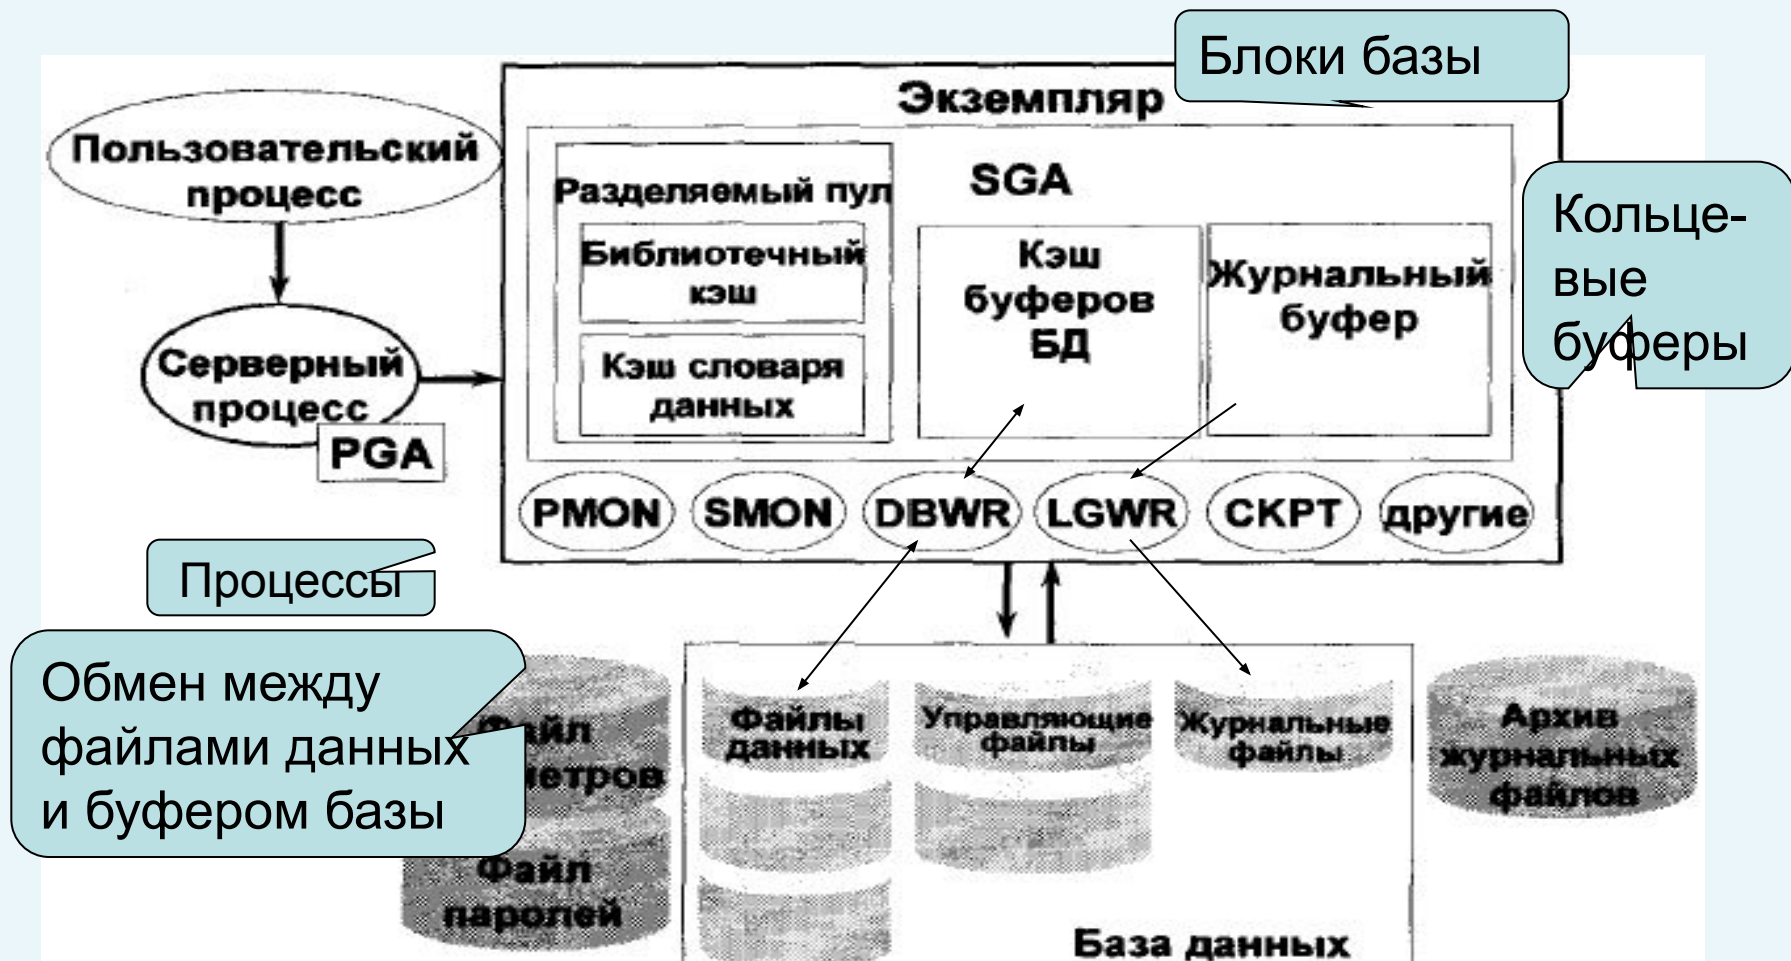 Блоки базы
Экземпляр
Пользовательский
процесс
SGA
Разделяемый пул
Библиотечный
кэш
Кэш словаря
данных
Кэш
буферов
БД
Журнальный
буфер
Кольце-
вые
буферы
Серверный
процесс
PGA
PMON
SMON
DBWR
LGWR
CKPT
другие
Процессы
Обмен между
файлами данных
и буфером базы
Файлы
данных
Управляющие
файлы
Журнальные
файлы
Архив
журнальных
файлов
Файл
паролей
База данных